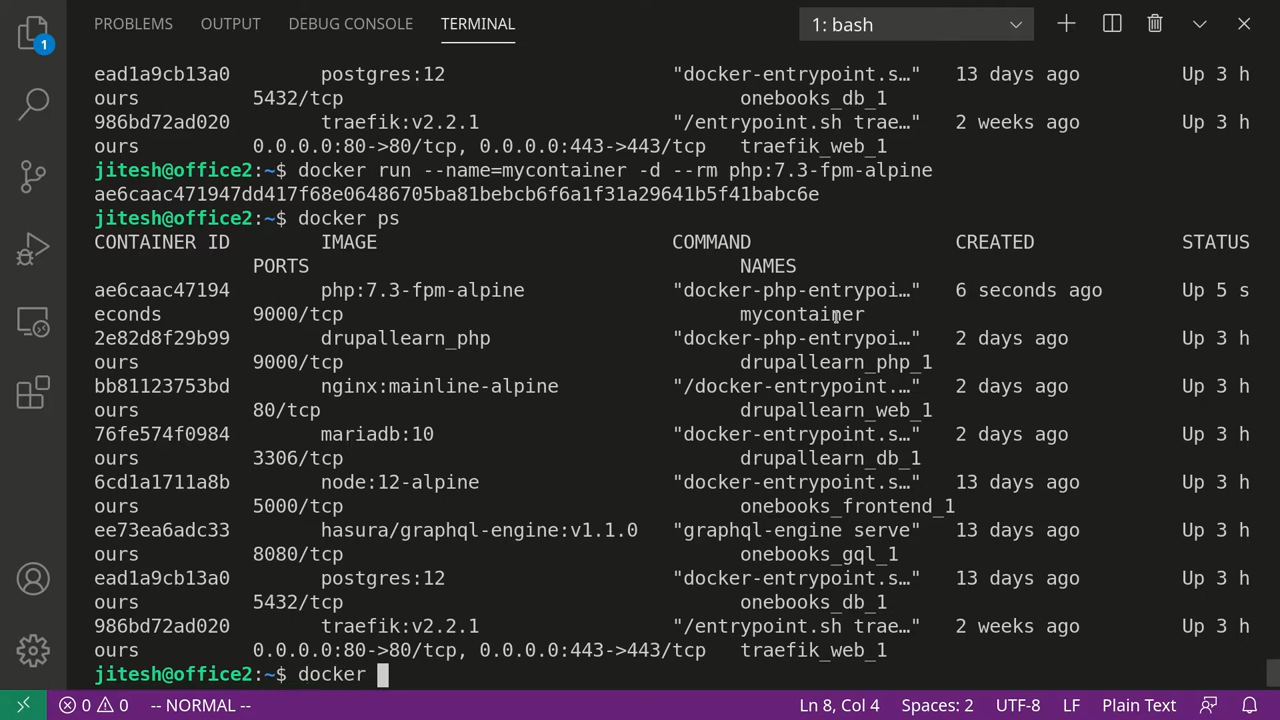 PROBLEMS OUTPUT DEBUG CONSOLE TERMINAL 1: bash
1
ead1a9cb13a0 postgres:12 "docker-entrypoint.s…" 13 days ago Up 3 h
ours 5432/tcp onebooks_db_1
986bd72ad020 traefik:v2.2.1 "/entrypoint.sh trae…" 2 weeks ago Up 3 h
ours 0.0.0.0:80->80/tcp, 0.0.0.0:443->443/tcp traefik_web_1
jitesh@office2:~$ docker run --name=mycontainer -d --rm php:7.3-fpm-alpine
ae6caac471947dd417f68e06486705ba81bebcb6f6a1f31a29641b5f41babc6e
jitesh@office2:~$ docker ps
CONTAINER ID IMAGE COMMAND CREATED STATUS
PORTS NAMES
ae6caac47194 php:7.3-fpm-alpine "docker-php-entrypoi…" 6 seconds ago Up 5 s
econds 9000/tcp mycontainer
2e82d8f29b99 drupallearn_php "docker-php-entrypoi…" 2 days ago Up 3 h
ours 9000/tcp drupallearn_php_1
bb81123753bd nginx:mainline-alpine "/docker-entrypoint.…" 2 days ago Up 3 h
ours 80/tcp drupallearn_web_1
76fe574f0984 mariadb:10 "docker-entrypoint.s…" 2 days ago Up 3 h
ours 3306/tcp drupallearn_db_1
6cd1a1711a8b node:12-alpine "docker-entrypoint.s…" 13 days ago Up 3 h
ours 5000/tcp onebooks_frontend_1
ee73ea6adc33 hasura/graphql-engine:v1.1.0 "graphql-engine serve" 13 days ago Up 3 h
ours 8080/tcp onebooks_gql_1
ead1a9cb13a0 postgres:12 "docker-entrypoint.s…" 13 days ago Up 3 h
ours 5432/tcp onebooks_db_1
986bd72ad020 traefik:v2.2.1 "/entrypoint.sh trae…" 2 weeks ago Up 3 h
ours 0.0.0.0:80->80/tcp, 0.0.0.0:443->443/tcp traefik_web_1
jitesh@office2:~$ docker
0 0 -- NORMAL -- Ln 8, Col 4 Spaces: 2 UTF-8 LF Plain Text